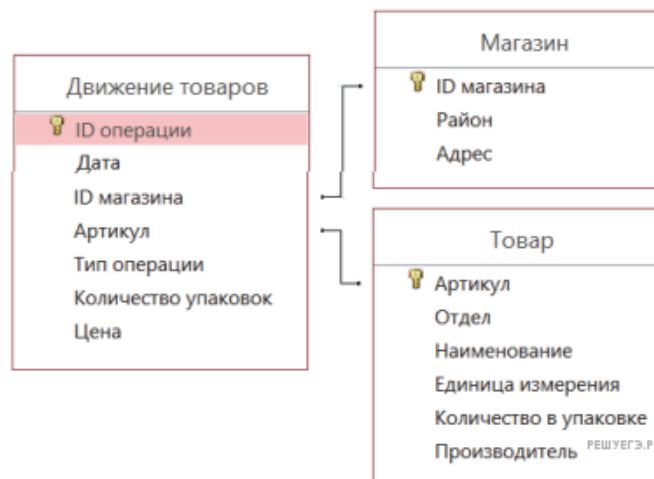 Движение товаров
ID операции
Дата
ID магазина
Артикул
Тип операции
Количество упаковок
Цена
Магазин
ID магазина
Район
Адрес
Товар
Артикул
Отдел
Наименование
Единица измерения
Количество в упаковке
Производитель
РЕШУЕГЭ.Р